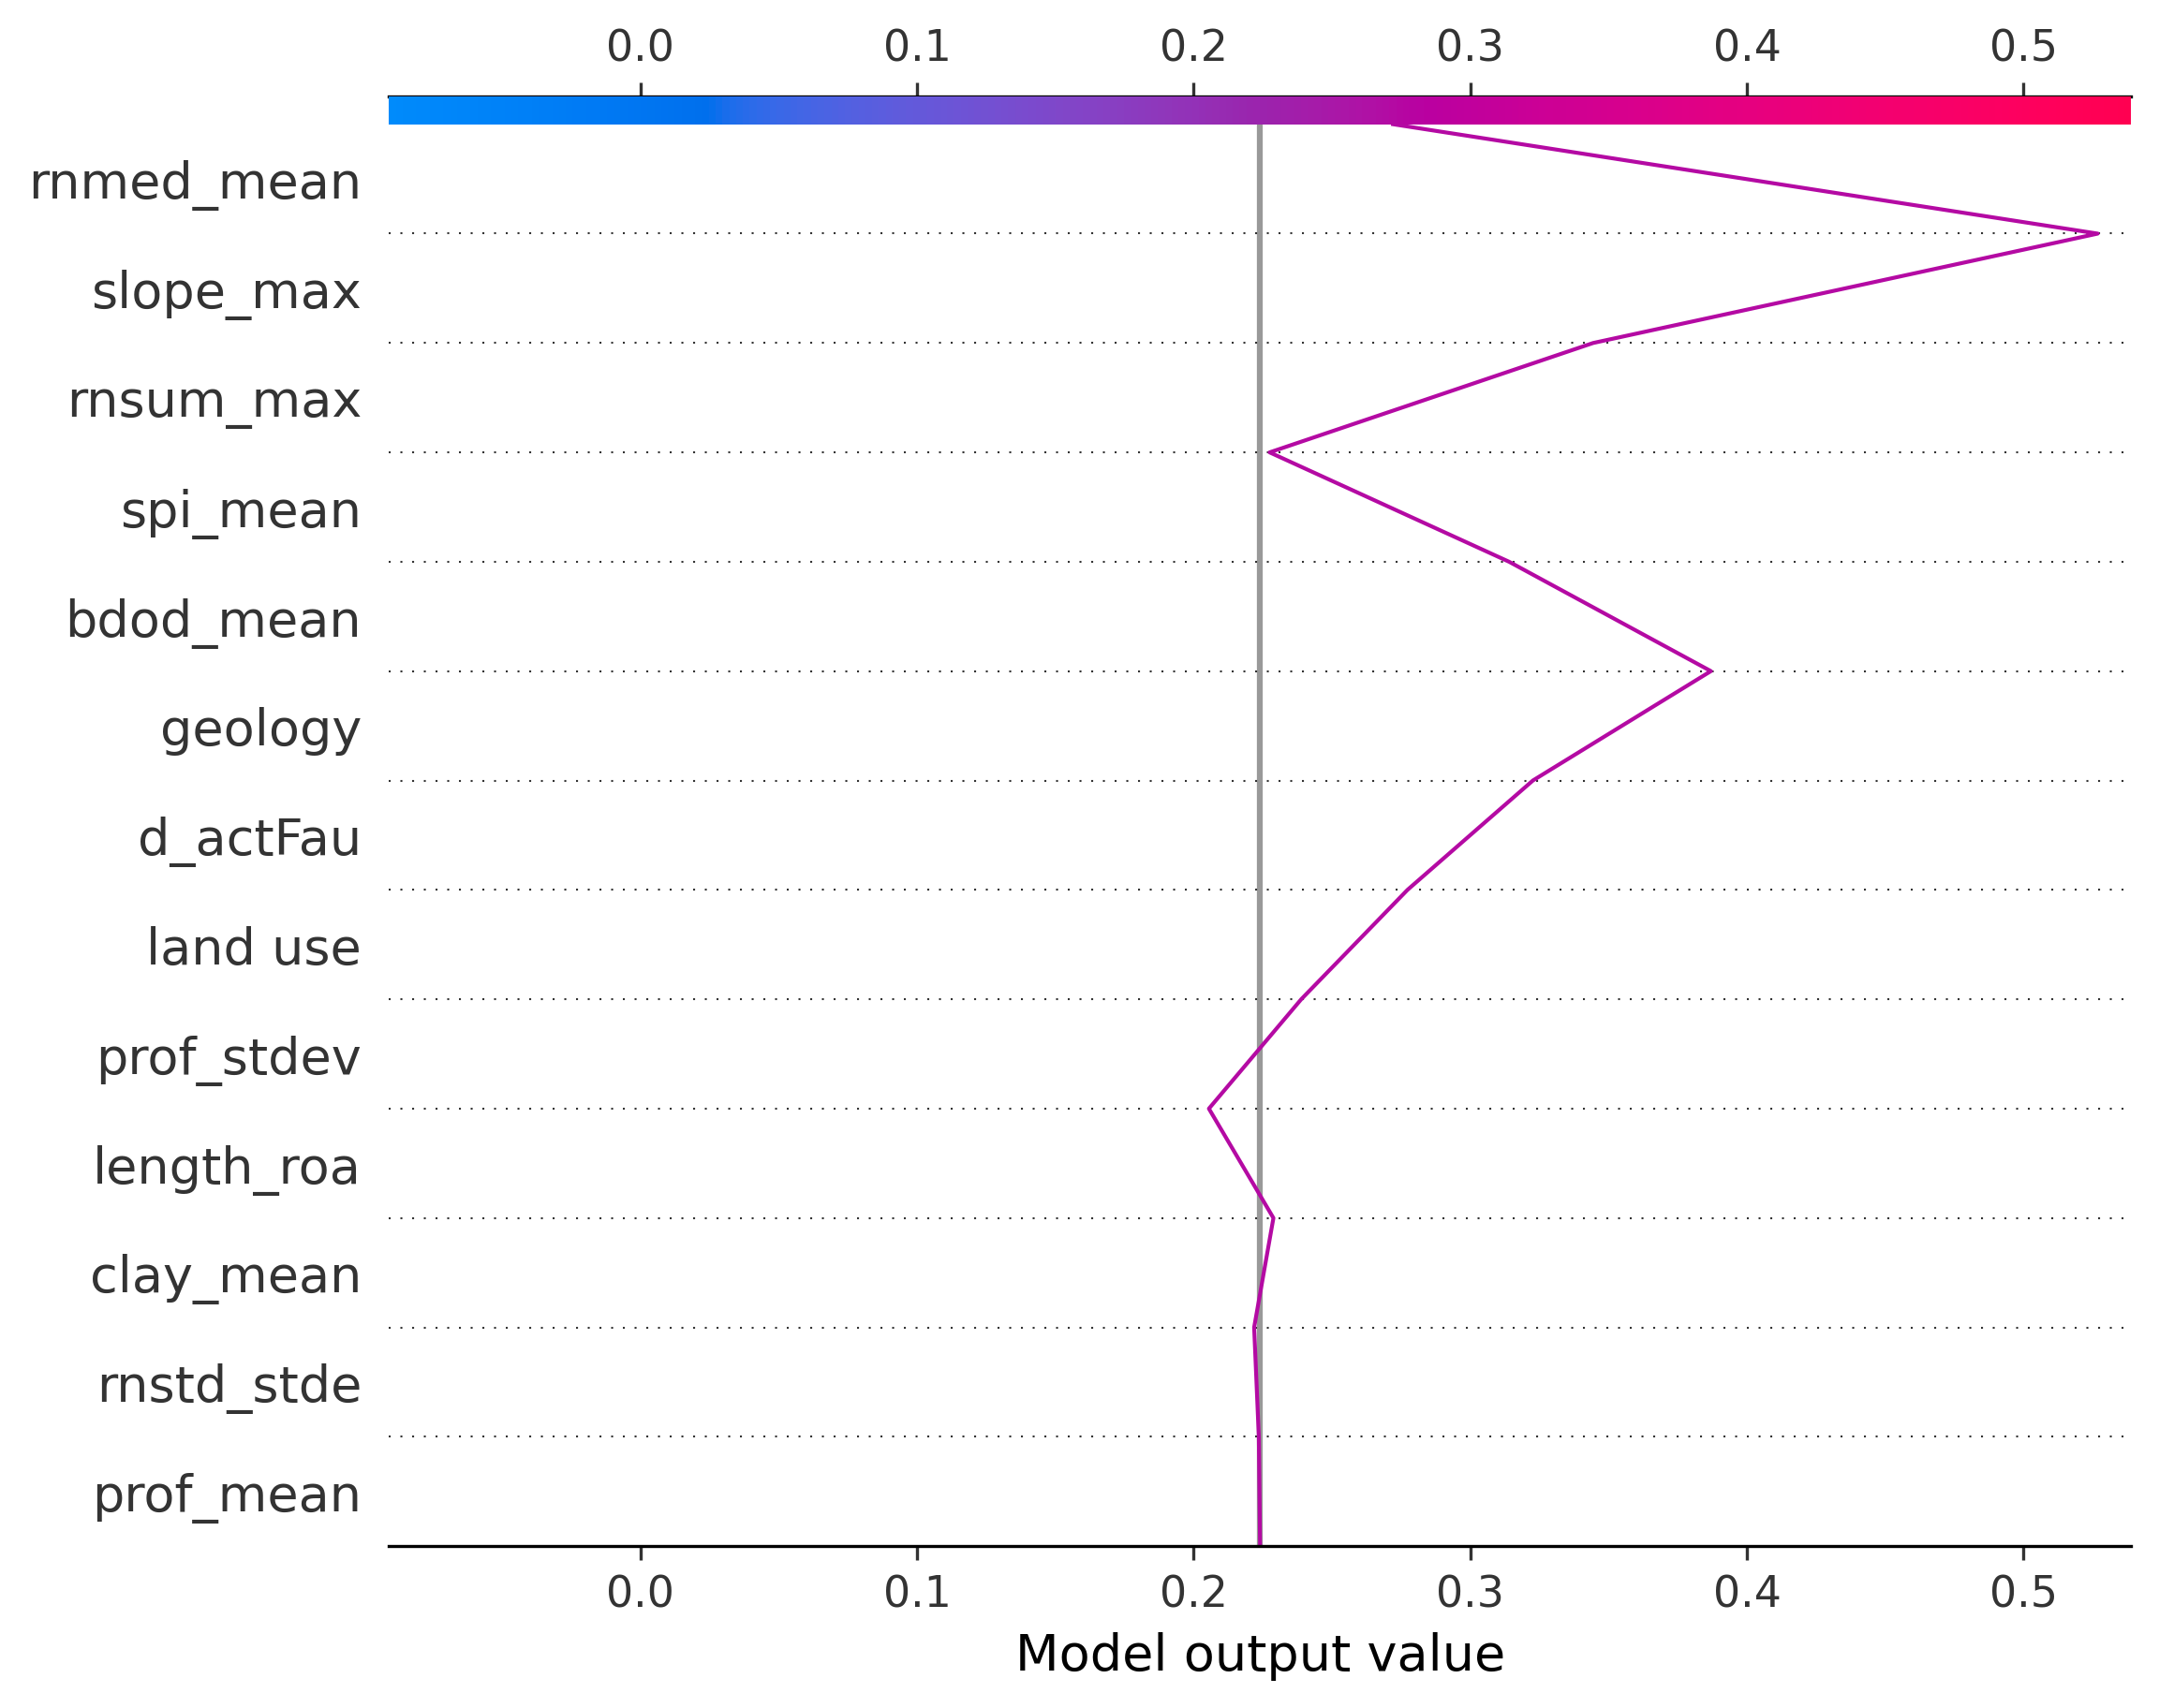 0.0 0.1 0.2 0.3 0.4 0.5
rnmed_mean
slope_max
rnsum_max
spi_mean
bdod_mean
geology
d_actFau
land use
prof_stdev
length_roa
clay_mean
rnstd_stde
prof_mean
0.0 0.1 0.2 0.3 0.4 0.5
Model output value